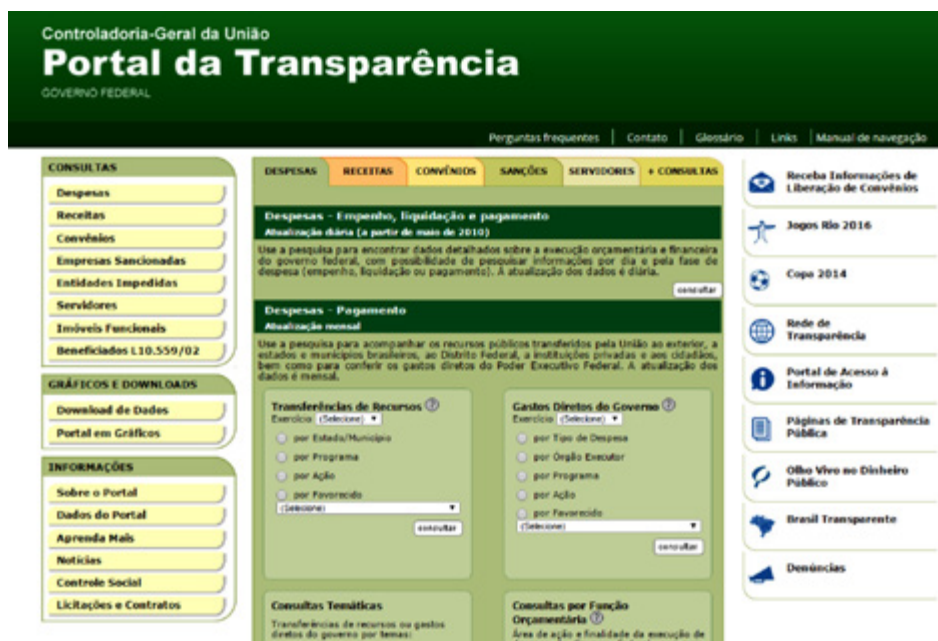 Controladoria-Geral da União
Portal da Transparência
GOVERNO FEDERAL
Perguntas frequentes | Contato | Glossário | Links | Manual de navegação
CONSULTAS
Despesas
Receitas
Convênios
Empresas Sancionadas
Entidades Impedidas
Servidores
Imóveis Funcionais
Beneficiados L10.559/02
GRÁFICOS E DOWNLOADS
Download de Dados
Portal em Gráficos
INFORMAÇÕES
Sobre o Portal
Dados do Portal
Aprenda Mais
Notícias
Controle Social
Licitações e Contratos
DESPESAS RECEITAS CONVÊNIOS SANÇÕES SERVIDORES + CONSULTAS
Despesas - Empenho, liquidação e pagamento
Atualização diária (a partir de maio de 2010)
Use a pesquisa para encontrar dados detalhados sobre a execução orçamentária e financeira
do governo federal, com possibilidade de pesquisar informações por dia e pela fase de
despesa (empenho, liquidação ou pagamento). A atualização dos dados é diária.
consultar
Despesas - Pagamento
Atualização mensal
Use a pesquisa para acompanhar os recursos públicos transferidos pela União ao exterior, a
estados e municípios brasileiros, ao Distrito Federal, a instituições privadas e aos cidadãos,
bem como para conferir os gastos diretos do Poder Executivo Federal. A atualização dos
dados é mensal.
Transferências de Recursos ?
Exercício (Selecione)
por Estado/Município
por Programa
por Ação
por Favorecido
(Selecione)
consultar
Gastos Diretos do Governo ?
Exercício (Selecione)
por Tipo de Despesa
por Órgão Executor
por Programa
por Ação
por Favorecido
(Selecione)
consultar
Consultas Temáticas
Transferências de recursos ou gastos
diretos do governo por temas:
Consultas por Função
Orçamentária ?
Área de ação e finalidade da execução de
Receba Informações de
Liberação de Convênios
Jogos Rio 2016
Copa 2014
Rede de
Transparência
Portal de Acesso à
Informação
Páginas de Transparência
Pública
Olho Vivo no Dinheiro
Público
Brasil Transparente
Denúncias